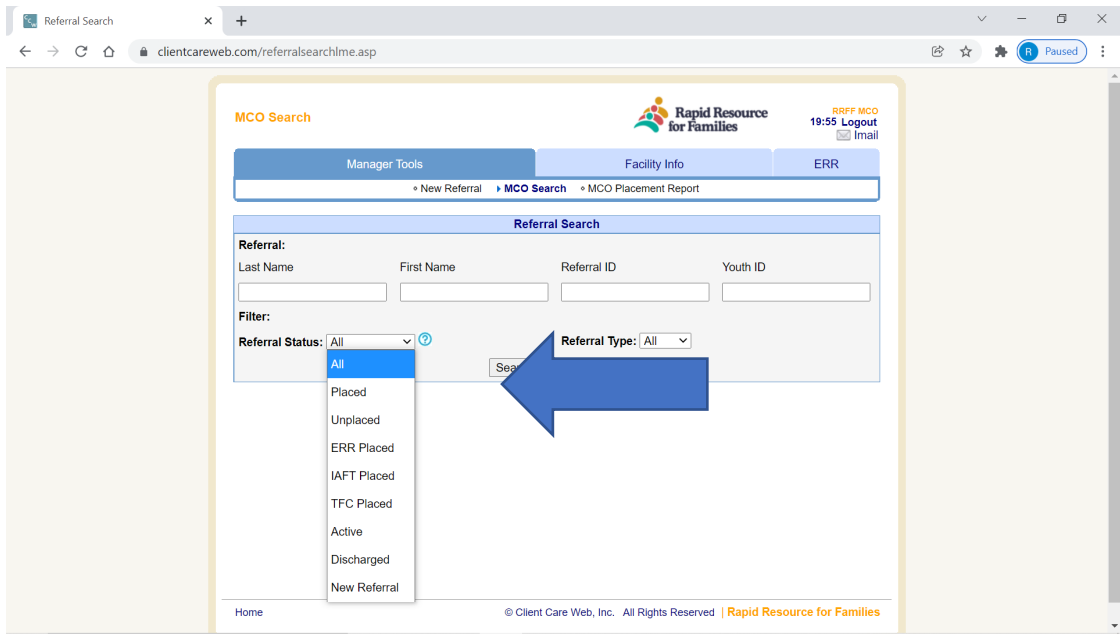 Referral Search
clientcareweb.com/referralsearchlme.asp
R Paused
MCO Search
Rapid Resource
for Families
RRFF MCO
19:55 Logout
Imail
Manager Tools Facility Info ERR
New Referral MCO Search MCO Placement Report
Referral Search
Referral:
Last Name First Name Referral ID Youth ID
Filter:
Referral Status: All ? Referral Type: All
All
Placed
Unplaced
ERR Placed
IAFT Placed
TFC Placed
Active
Discharged
New Referral
Home © Client Care Web, Inc. All Rights Reserved | Rapid Resource for Families